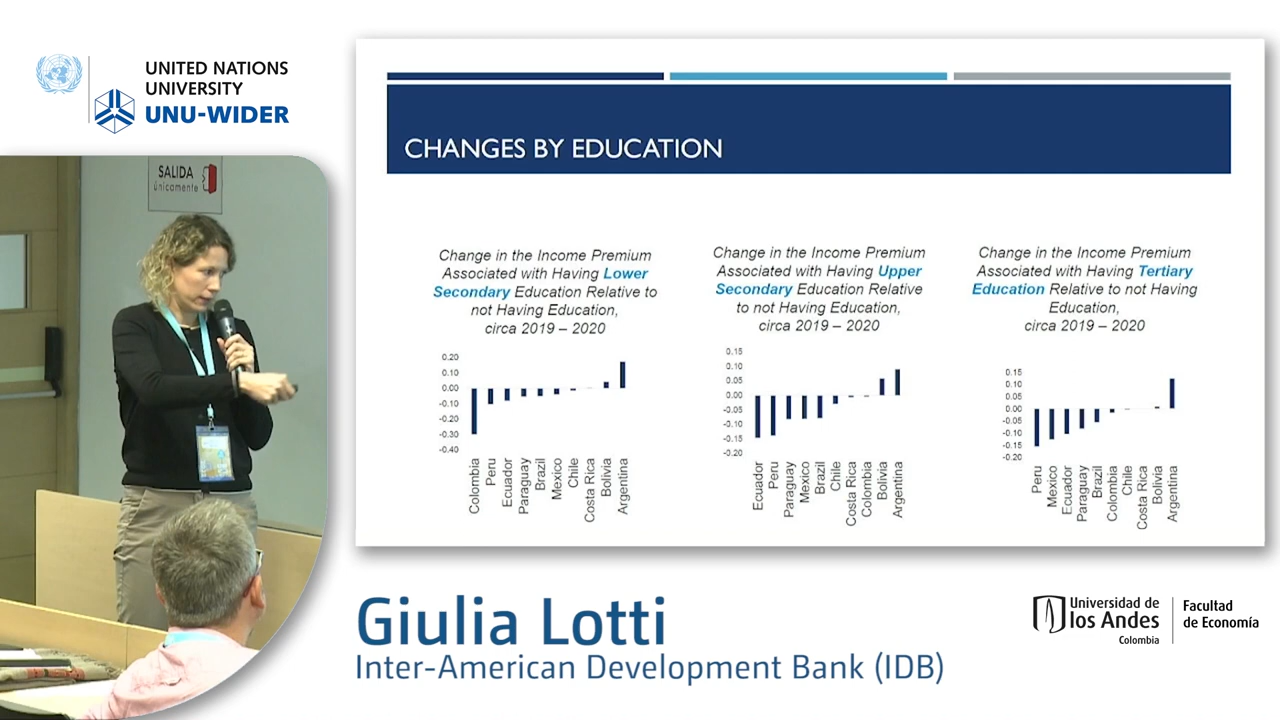 UNITED NATIONS
UNIVERSITY
UNU-WIDER
SALIDA
únicamente
CHANGES BY EDUCATION
Change in the Income Premium
Associated with Having Lower
Secondary Education Relative to
not Having Education,
circa 2019 – 2020
0.20
0.10
0.00
-0.10
-0.20
-0.30
-0.40
Colombia
Peru
Ecuador
Paraguay
Brazil
Mexico
Chile
Costa Rica
Bolivia
Argentina
Change in the Income Premium
Associated with Having Upper
Secondary Education Relative
to not Having Education,
circa 2019 – 2020
0.15
0.10
0.05
0.00
-0.05
-0.10
-0.15
-0.20
Ecuador
Peru
Paraguay
Mexico
Brazil
Chile
Costa Rica
Colombia
Bolivia
Argentina
Change in the Income Premium
Associated with Having Tertiary
Education Relative to not Having
Education,
circa 2019 – 2020
0.15
0.10
0.05
0.00
-0.05
-0.10
-0.15
-0.20
Peru
Mexico
Ecuador
Paraguay
Brazil
Colombia
Chile
Costa Rica
Bolivia
Argentina
Giulia Lotti
Inter-American Development Bank (IDB)
Universidad de
los Andes
Colombia
Facultad
de Economía